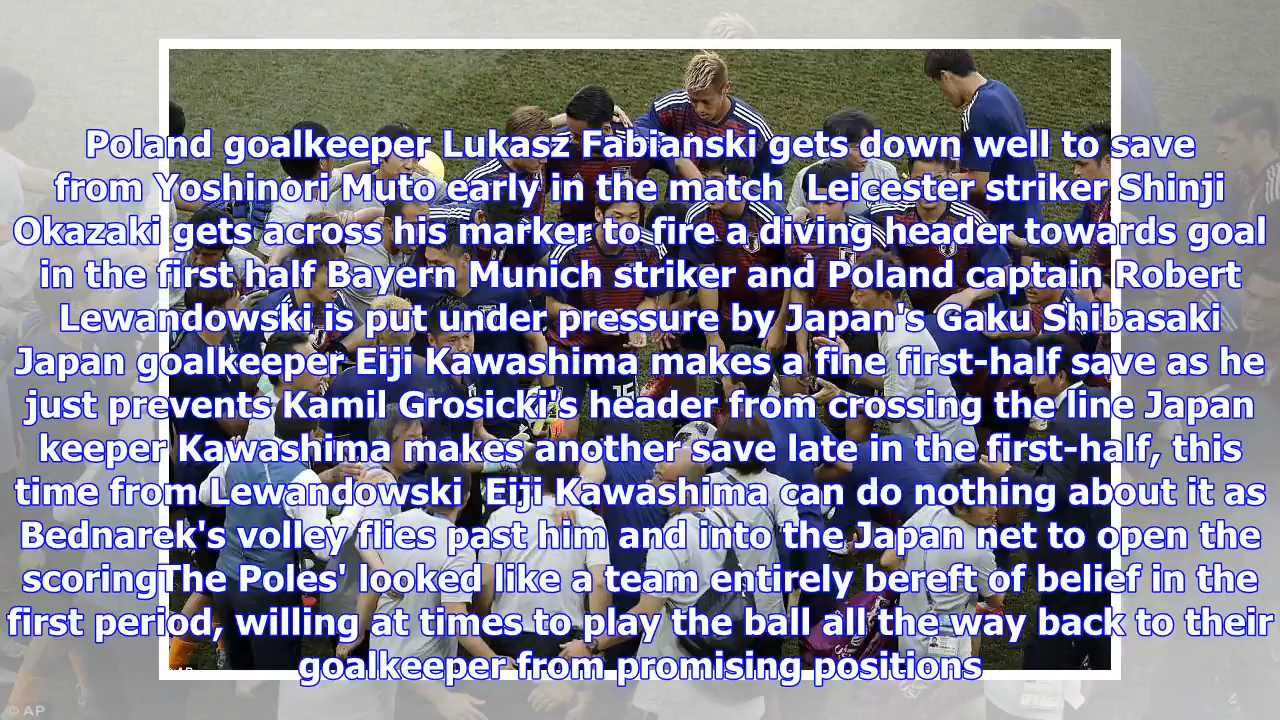 Poland goalkeeper Lukasz Fabianski gets down well to save
from Yoshinori Muto early in the match  Leicester striker Shinji
Okazaki gets across his marker to fire a diving header towards goal
in the first half Bayern Munich striker and Poland captain Robert
Lewandowski is put under pressure by Japan's Gaku Shibasaki
Japan goalkeeper Eiji Kawashima makes a fine first-half save as he
just prevents Kamil Grosicki's header from crossing the line Japan
keeper Kawashima makes another save late in the first-half, this
time from Lewandowski  Eiji Kawashima can do nothing about it as
Bednarek's volley flies past him and into the Japan net to open the
scoringThe Poles' looked like a team entirely bereft of belief in the
first period, willing at times to play the ball all the way back to their
goalkeeper from promising positions
15
© AP